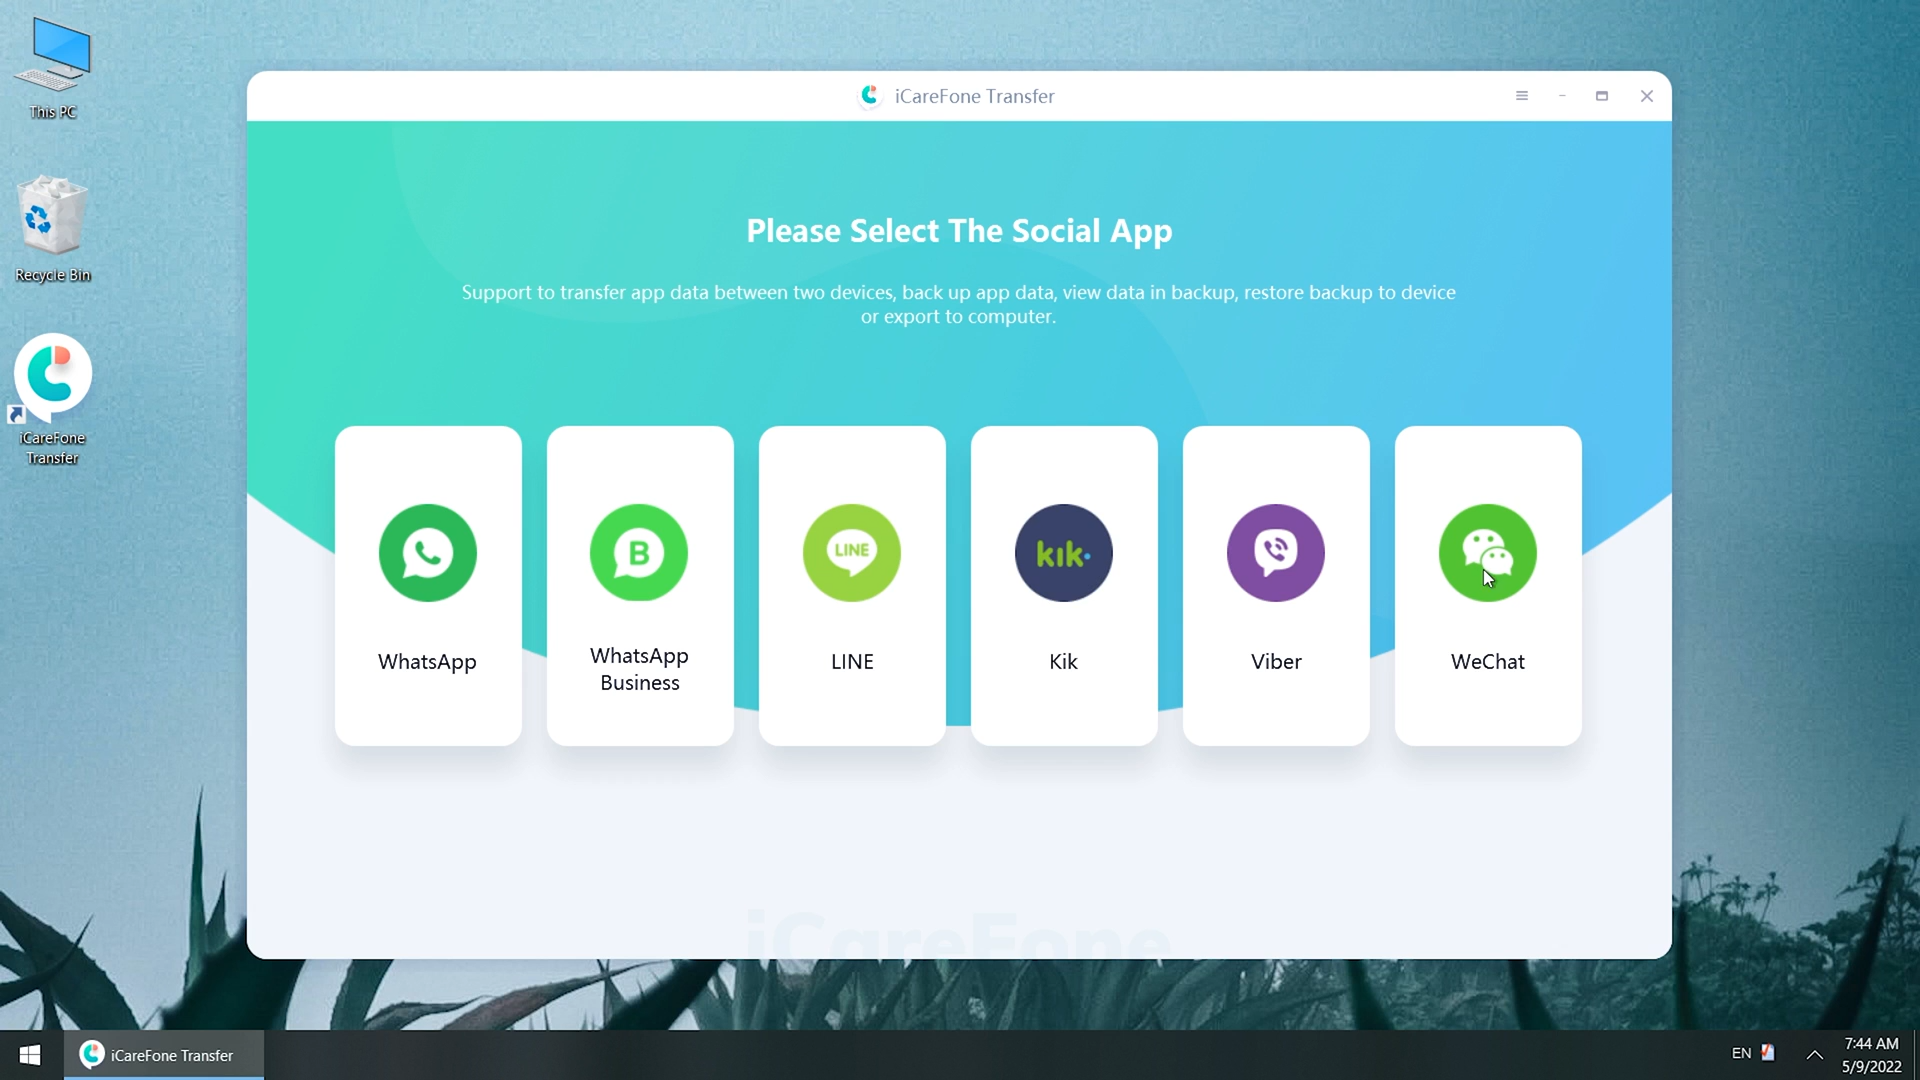 This PC
Recycle Bin
iCareFone
Transfer
iCareFone Transfer
Please Select The Social App
Support to transfer app data between two devices, back up app data, view data in backup, restore backup to device
or export to computer.
B
LINE
kik.
WhatsApp
WhatsApp
Business
LINE
Kik
Viber
WeChat
iCareFone
iCareFone Transfer
EN
7:44 AM
5/9/2022